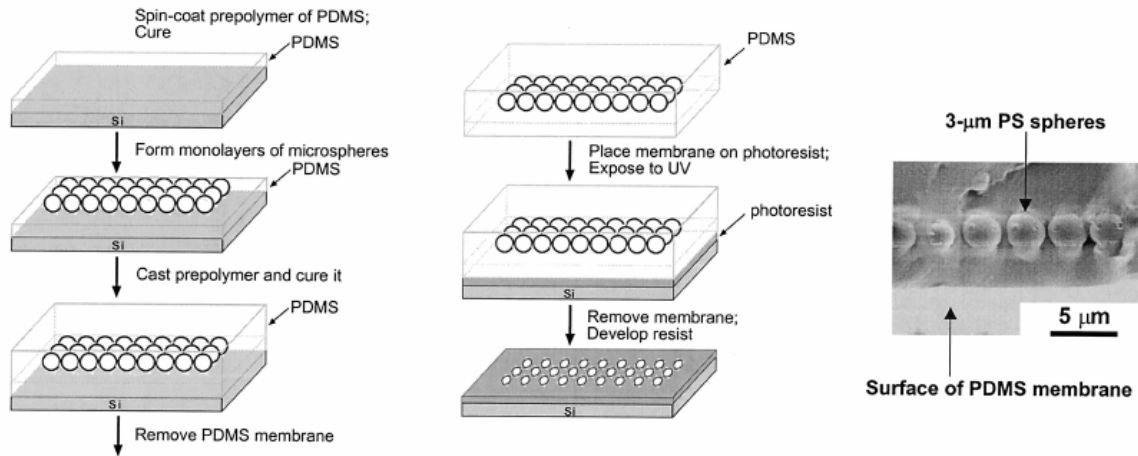 Spin-coat prepolymer of PDMS;
Cure
PDMS
Si
Form monolayers of microspheres
PDMS
Si
Cast prepolymer and cure it
PDMS
Si
Remove PDMS membrane
PDMS
Place membrane on photoresist;
Expose to UV
photoresist
Si
Remove membrane;
Develop resist
Si
3-μm PS spheres
5 μm
Surface of PDMS membrane